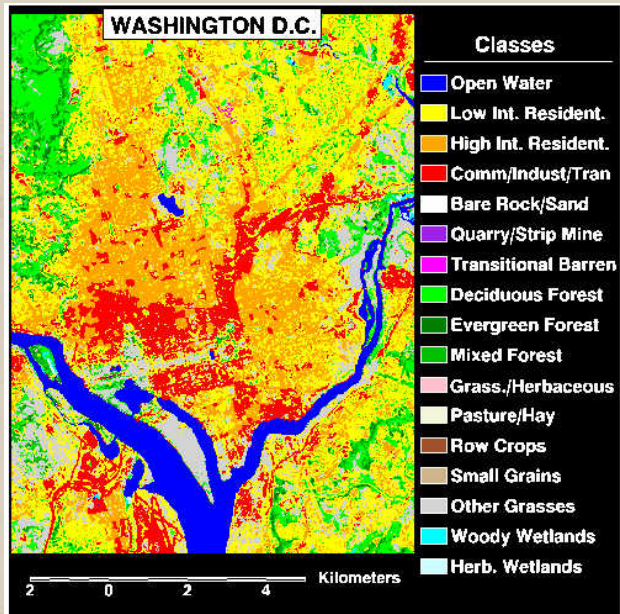 WASHINGTON D.C.
Classes
Open Water
Low Int. Resident.
High Int. Resident.
Comm/Indust/Tran
Bare Rock/Sand
Quarry/Strip Mine
Transitional Barren
Deciduous Forest
Evergreen Forest
Mixed Forest
Grass./Herbaceous
Pasture/Hay
Row Crops
Small Grains
Other Grasses
Woody Wetlands
Herb. Wetlands
2 0 2 4 Kilometers